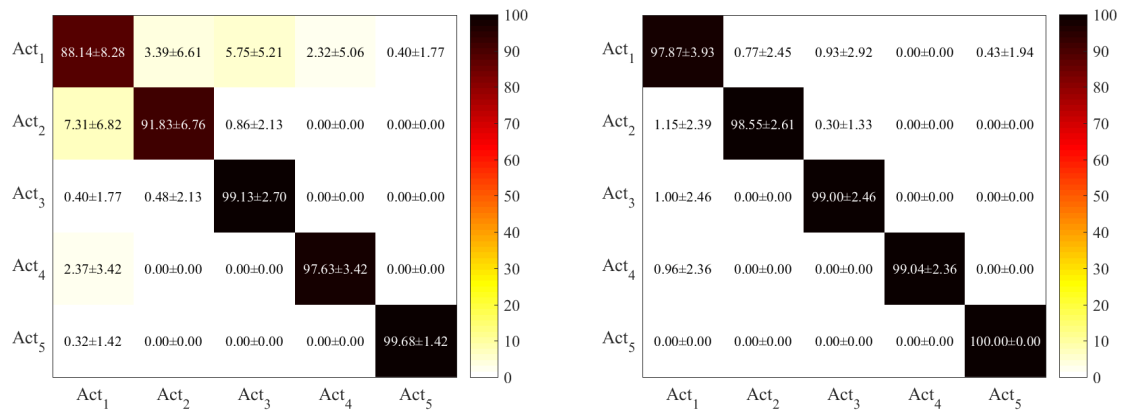 Act1 88.14±8.28 3.39±6.61 5.75±5.21 2.32±5.06 0.40±1.77
Act2 7.31±6.82 91.83±6.76 0.86±2.13 0.00±0.00 0.00±0.00
Act3 0.40±1.77 0.48±2.13 99.13±2.70 0.00±0.00 0.00±0.00
Act4 2.37±3.42 0.00±0.00 0.00±0.00 97.63±3.42 0.00±0.00
Act5 0.32±1.42 0.00±0.00 0.00±0.00 0.00±0.00 99.68±1.42
Act1 Act2 Act3 Act4 Act5
100
90
80
70
60
50
40
30
20
10
0
Act1 97.87±3.93 0.77±2.45 0.93±2.92 0.00±0.00 0.43±1.94
Act2 1.15±2.39 98.55±2.61 0.30±1.33 0.00±0.00 0.00±0.00
Act3 1.00±2.46 0.00±0.00 99.00±2.46 0.00±0.00 0.00±0.00
Act4 0.96±2.36 0.00±0.00 0.00±0.00 99.04±2.36 0.00±0.00
Act5 0.00±0.00 0.00±0.00 0.00±0.00 0.00±0.00 100.00±0.00
Act1 Act2 Act3 Act4 Act5
100
90
80
70
60
50
40
30
20
10
0